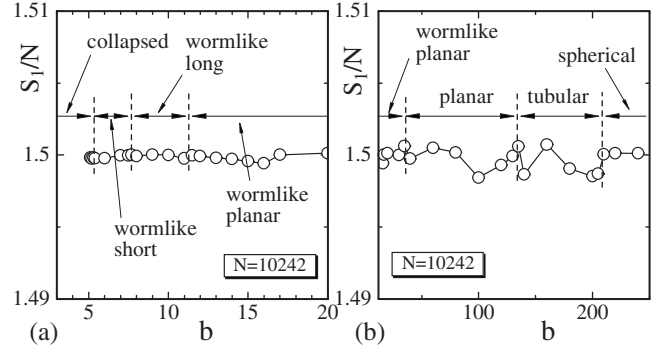 1.51
collapsed
wormlike
long
S1/N
1.5
wormlike
planar
wormlike
short
N=10242
1.49
5
10
15
20
(a)
b
1.51
wormlike
planar
spherical
planar
tubular
S1/N
1.5
N=10242
1.49
100
200
(b)
b